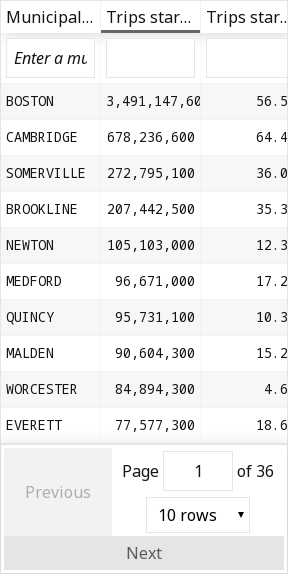 Municipal... Trips star... Trips star..
Enter a mu
BOSTON 3,491,147,60 56.5
CAMBRIDGE 678,236,600 64.4
SOMERVILLE 272,795,100 36.0
BROOKLINE 207,442,500 35.3
NEWTON 105,103,000 12.3
MEDFORD 96,671,000 17.2
QUINCY 95,731,100 10.3
MALDEN 90,604,300 15.2
WORCESTER 84,894,300 4.6
EVERETT 77,577,300 18.6
Previous
Page 1 of 36
10 rows
Next